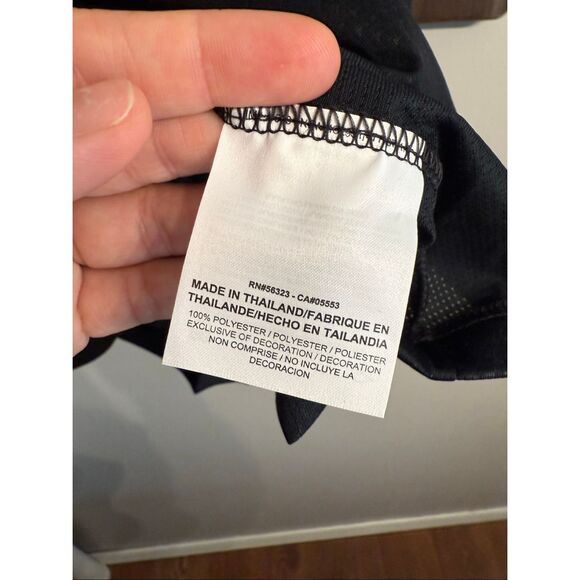 RN#56323 - CA#05553
MADE IN THAILAND/FABRIQUE EN
THAILANDE/HECHO EN TAILANDIA
100% POLYESTER / POLYESTER / POLIESTER
EXCLUSIVE OF DECORATION / DECORATION
NON COMPRISE / NO INCLUYE LA
DECORACION